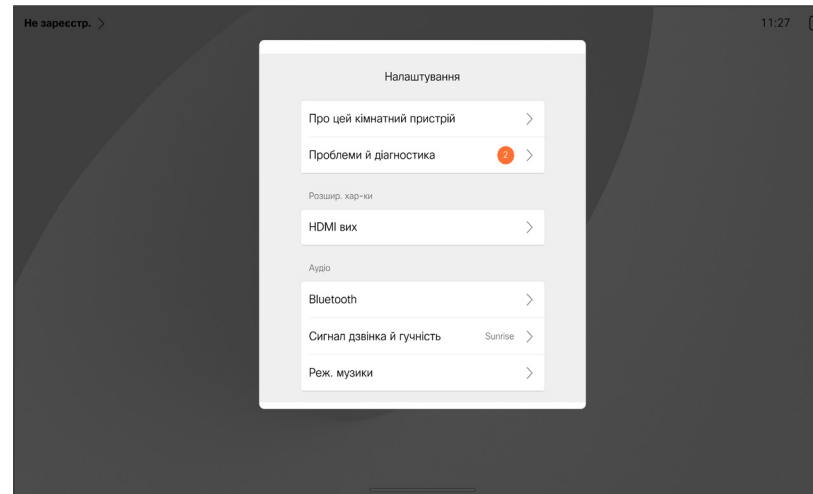 Не зареєстр.
11:27
Налаштування
Про цей кімнатний пристрій
Проблеми й діагностика 2
Розшир. хар-ки
HDMI вих
Аудіо
Bluetooth
Сигнал дзвінка й гучність Sunrise
Реж. музики